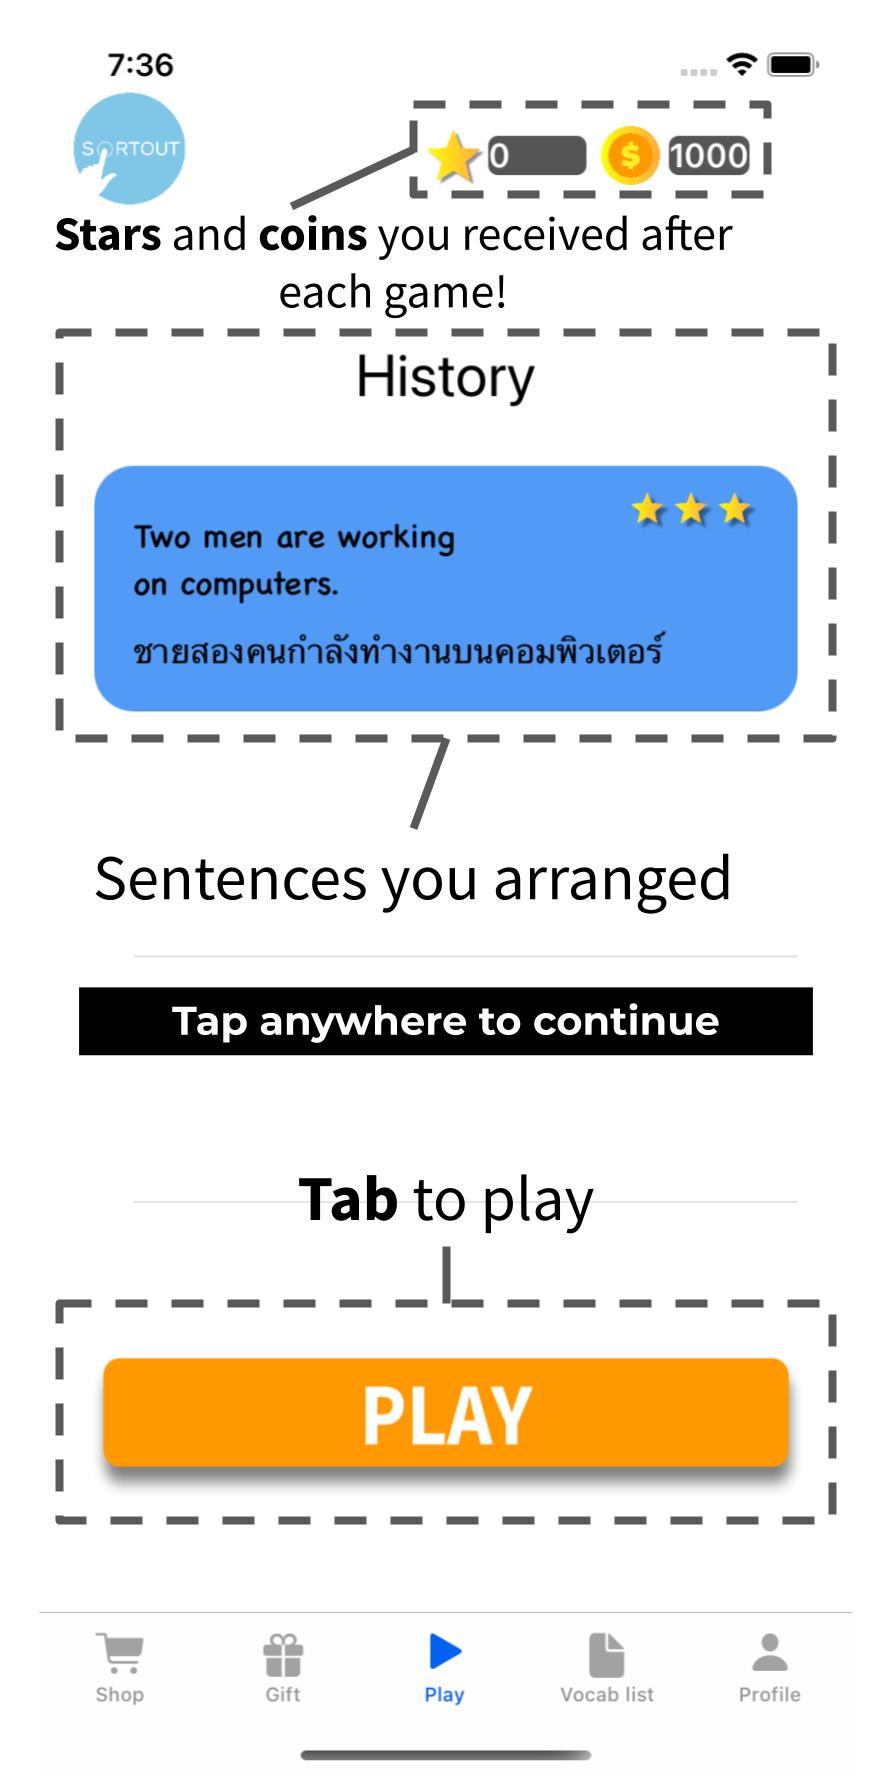 7:36
SORTOUT
0
1000
Stars and coins you received after
each game!
History
Two men are working
on computers.
ชายสองคนกำลังทำงานบนคอมพิวเตอร์
Sentences you arranged
Tap anywhere to continue
Tab to play
PLAY
Shop
Gift
Play
Vocab list
Profile